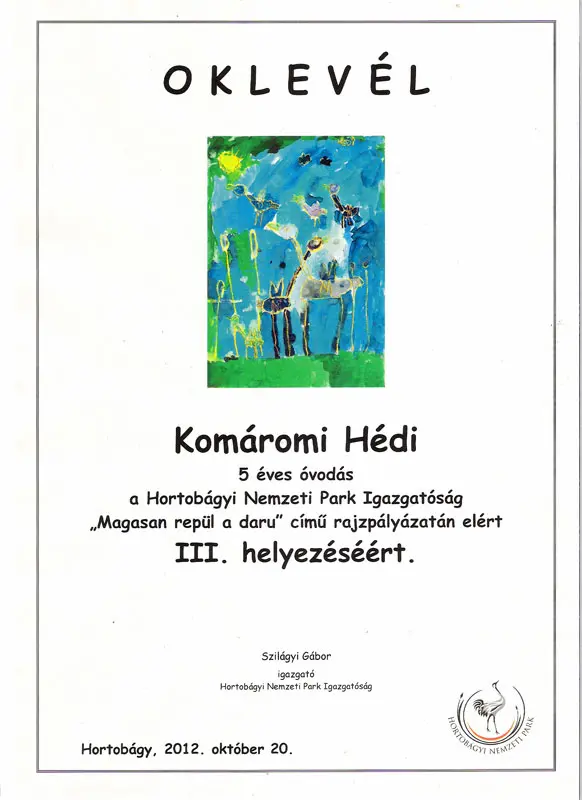 OKLEVÉL
Komáromi Hédi
5 éves óvodás
a Hortobágyi Nemzeti Park Igazgatóság
„Magasan repül a daru” című rajzpályázatán elért
III. helyezéséért.
Szilágyi Gábor
igazgató
Hortobágyi Nemzeti Park Igazgatóság
HORTOBÁGYI NEMZETI PARK
Hortobágy, 2012. október 20.